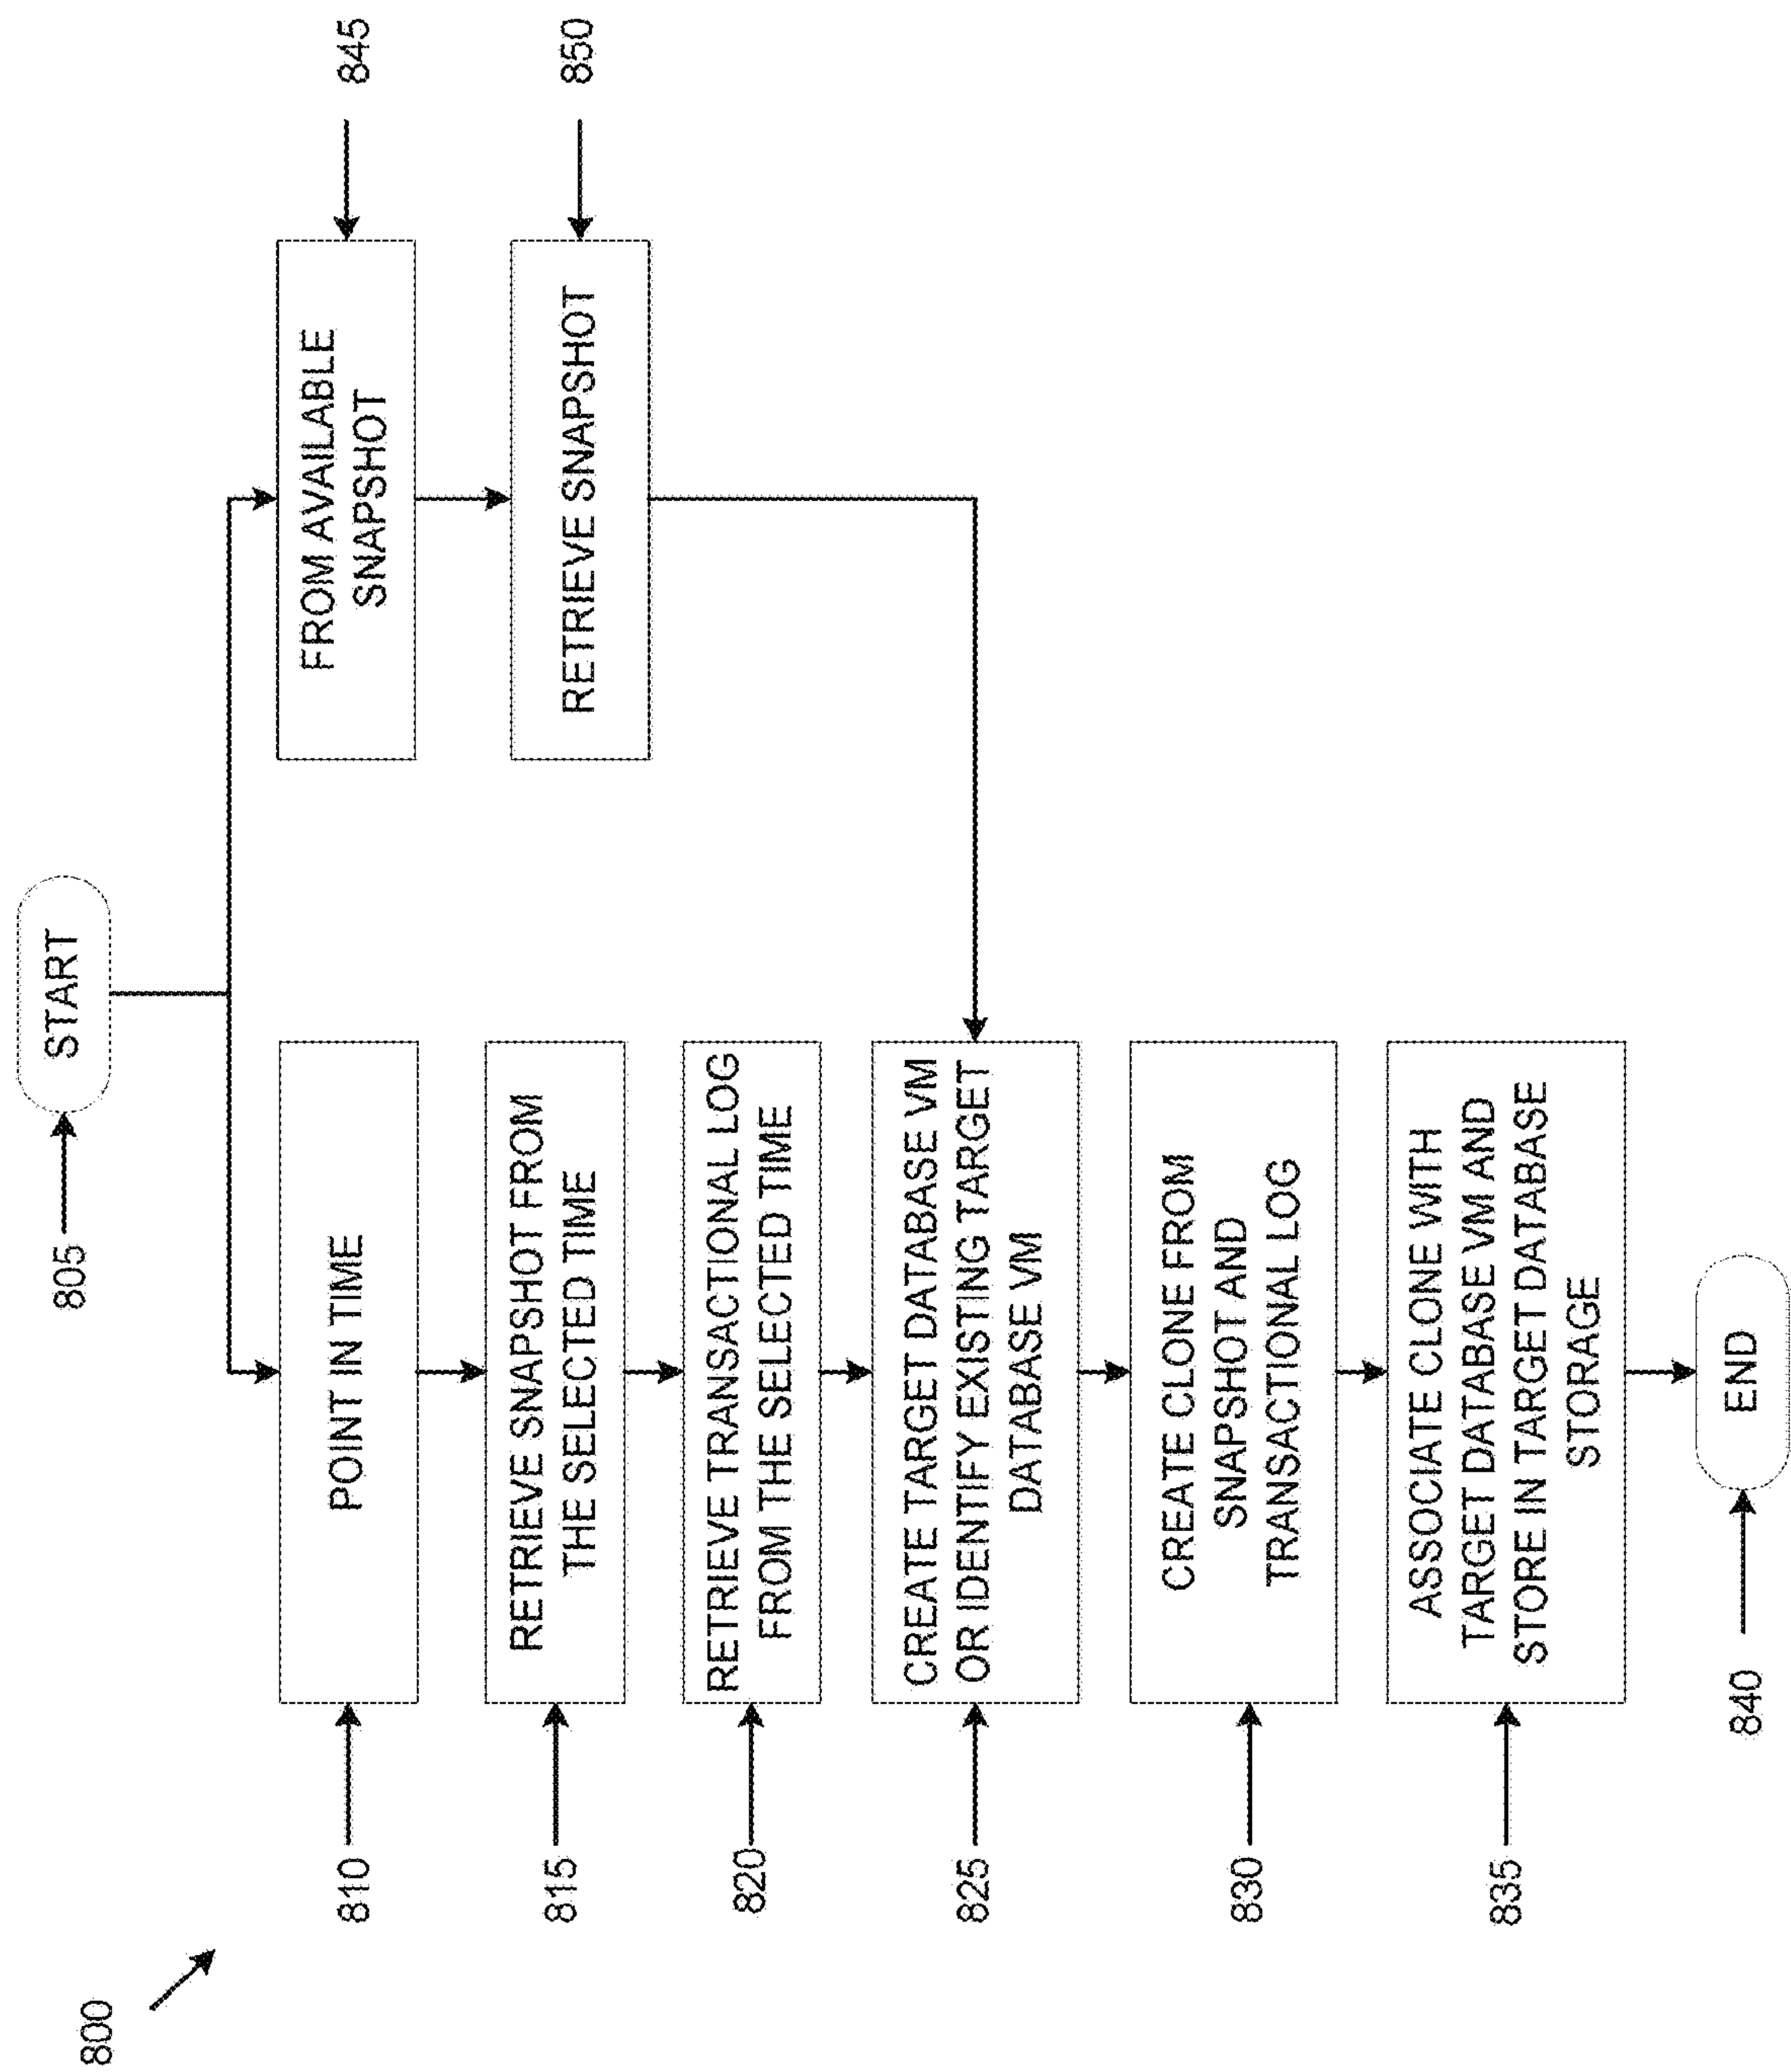 800
805
START
810
POINT IN TIME
815
RETRIEVE SNAPSHOT FROM
THE SELECTED TIME
820
RETRIEVE TRANSACTIONAL LOG
FROM THE SELECTED TIME
825
CREATE TARGET DATABASE VM
OR IDENTIFY EXISTING TARGET
DATABASE VM
830
CREATE CLONE FROM
SNAPSHOT AND
TRANSACTIONAL LOG
835
ASSOCIATE CLONE WITH
TARGET DATABASE VM AND
STORE IN TARGET DATABASE
STORAGE
840
END
FROM AVAILABLE
SNAPSHOT
845
RETRIEVE SNAPSHOT
850